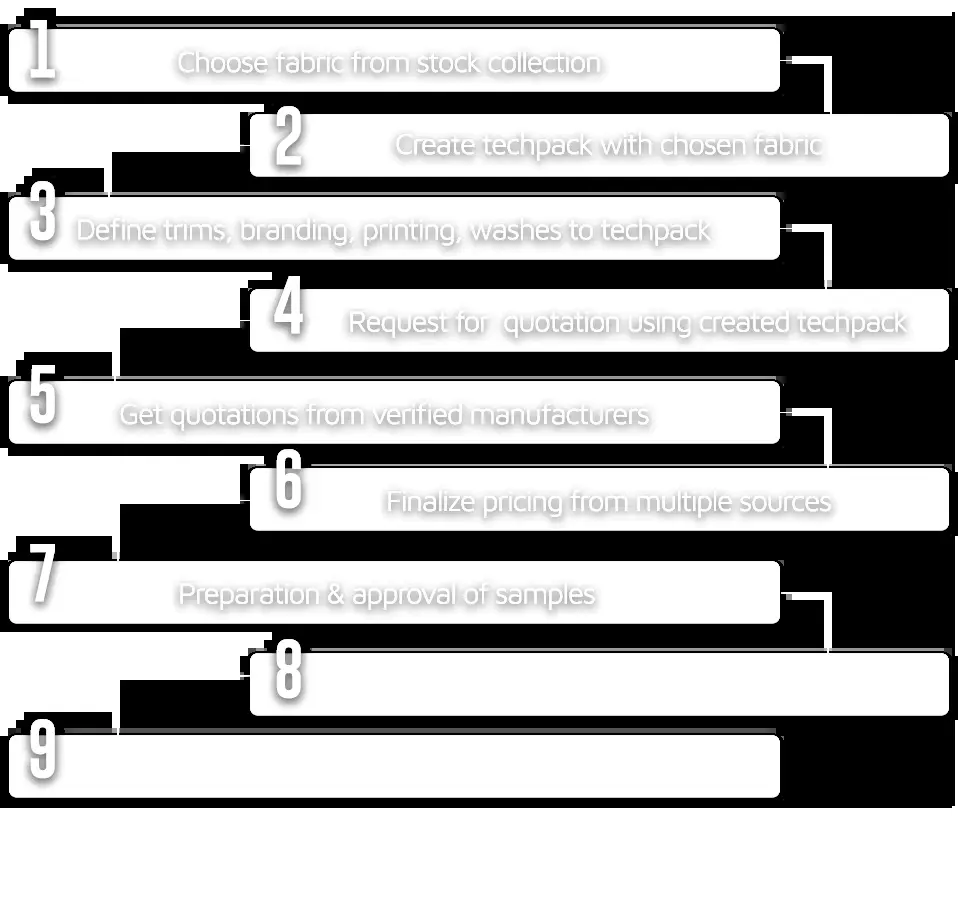 1
Choose fabric from stock collection
2
Create techpack with chosen fabric
3
Define trims, branding, printing, washes to techpack
4
Request for quotation using created techpack
5
Get quotations from verified manufacturers
6
Finalize pricing from multiple sources
7
Preparation & approval of samples
8
9